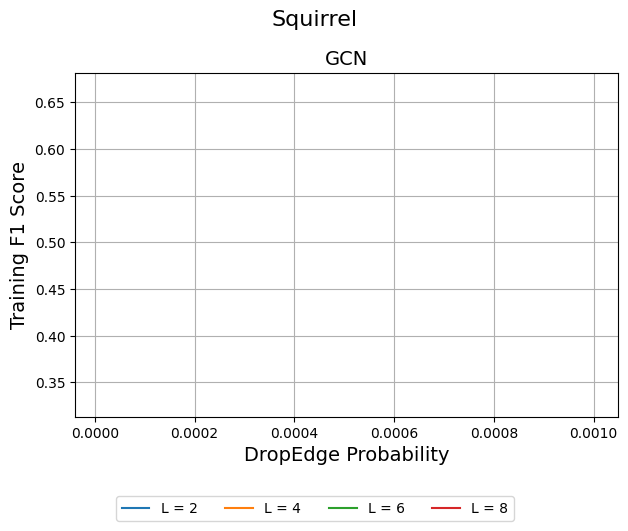 Squirrel
GCN
Training F1 Score
0.65
0.60
0.55
0.50
0.45
0.40
0.35
0.0000 0.0002 0.0004 0.0006 0.0008 0.0010
DropEdge Probability
L = 2 L = 4 L = 6 L = 8